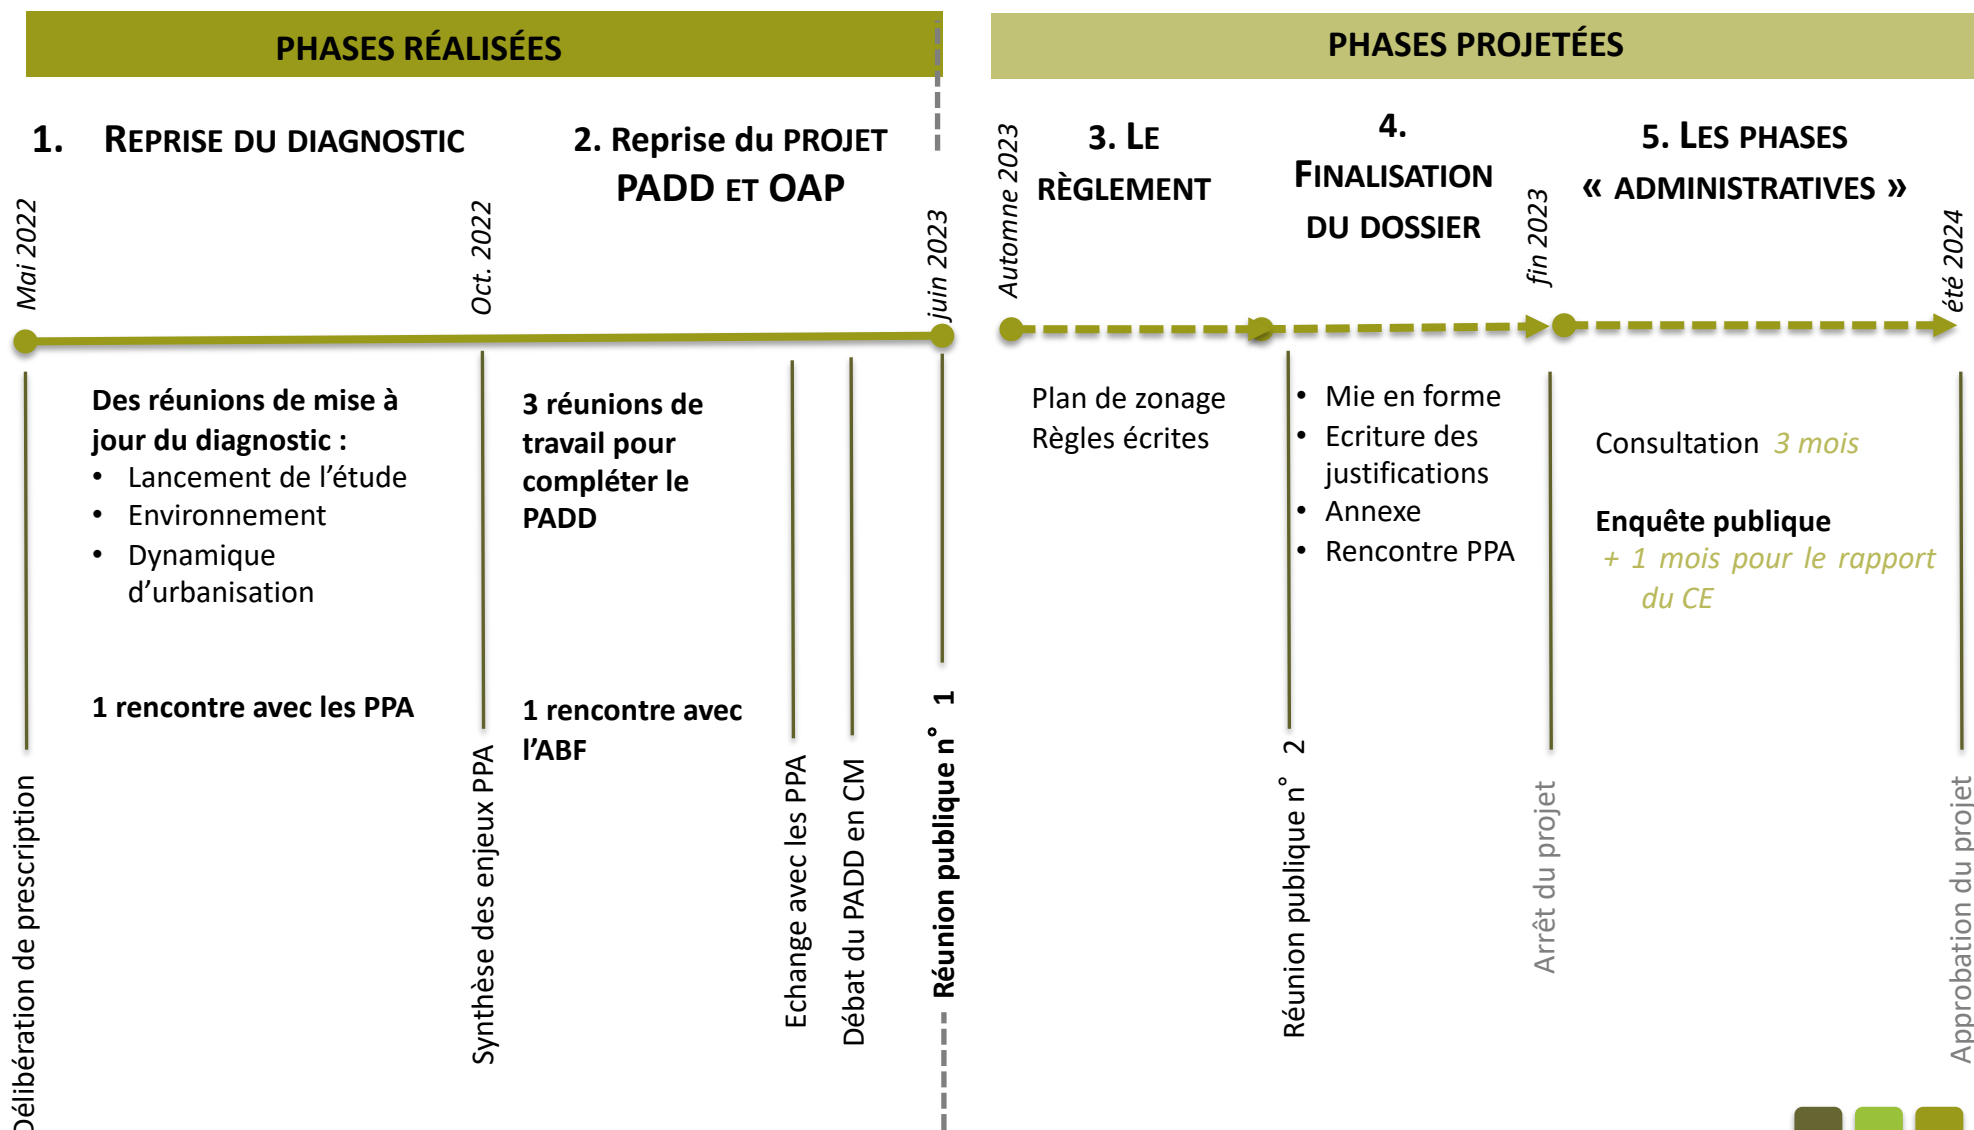 PHASES RÉALISÉES
PHASES PROJETÉES
1. REPRISE DU DIAGNOSTIC
2. Reprise du PROJET
PADD ET OAP
3. LE
RÈGLEMENT
4.
FINALISATION
DU DOSSIER
5. LES PHASES
« ADMINISTRATIVES »
Mai 2022
Oct. 2022
juin 2023
Automne 2023
fin 2023
été 2024
Des réunions de mise à
jour du diagnostic :
• Lancement de l’étude
• Environnement
• Dynamique
d’urbanisation
1 rencontre avec les PPA
3 réunions de
travail pour
compléter le
PADD
1 rencontre avec
l’ABF
Plan de zonage
Règles écrites
• Mie en forme
• Ecriture des
justifications
• Annexe
• Rencontre PPA
Consultation 3 mois
Enquête publique
+ 1 mois pour le rapport
du CE
Délibération de prescription
Synthèse des enjeux PPA
Echange avec les PPA
Débat du PADD en CM
Réunion publique n° 1
Réunion publique n° 2
Arrêt du projet
Approbation du projet